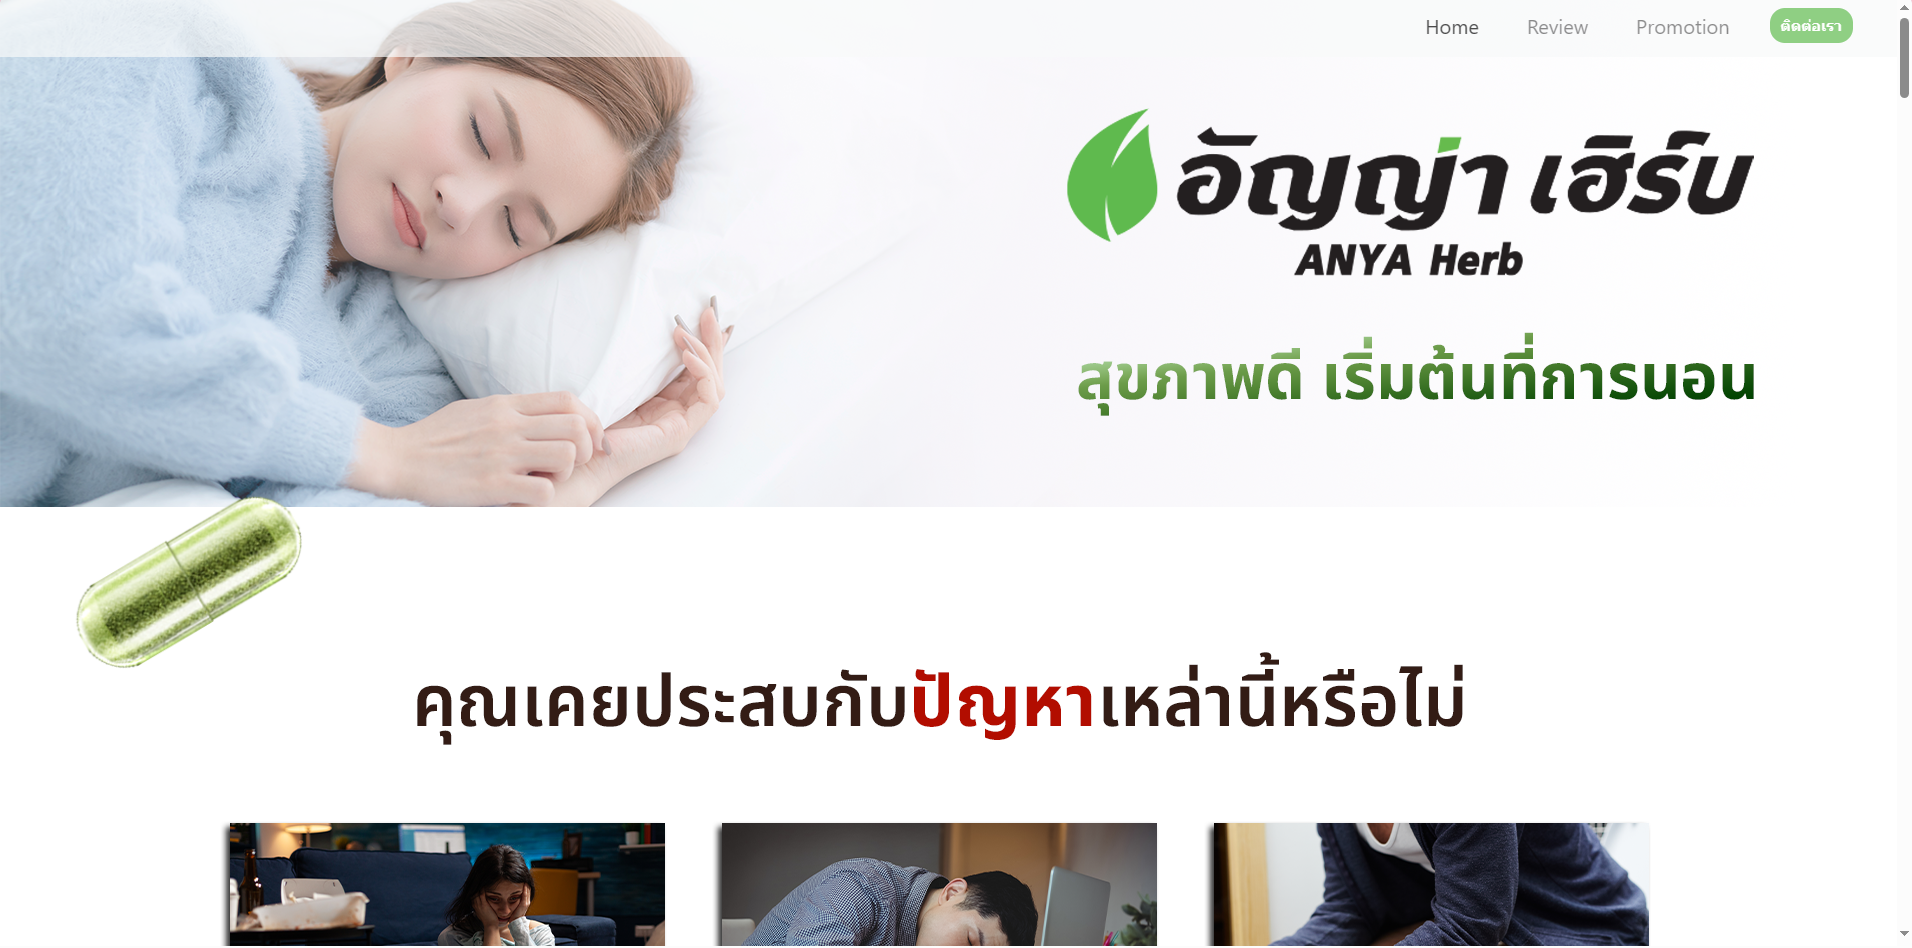 Home
Review
Promotion
ติดต่อเรา
อัญญ่า เฮิร์บ
ANYA Herb
สุขภาพดี เริ่มต้นที่การนอน
คุณเคยประสบกับปัญหาเหล่านี้หรือไม่